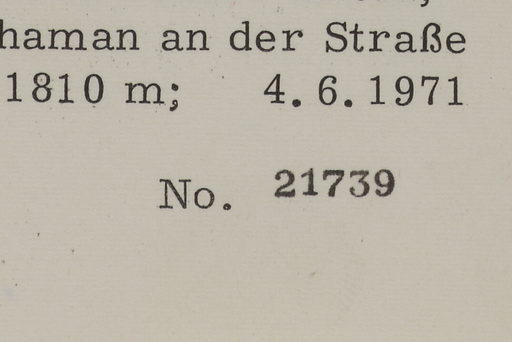 haman an der Straße
1810 m; 4.6.1971
No. 21739